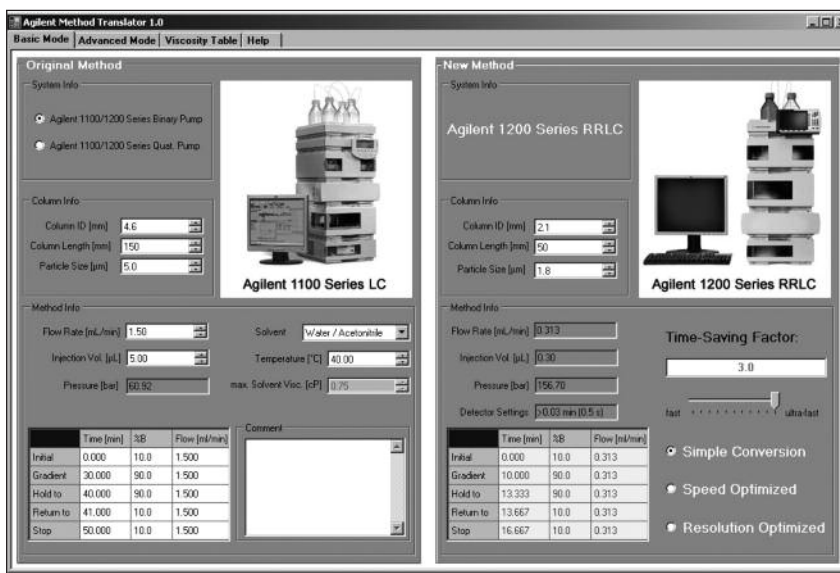 Agilent Method Translator 1.0
Basic Mode Advanced Mode Viscosity Table Help
Original Method
System Info
Agilent 1100/1200 Series Binary Pump
Agilent 1100/1200 Series Quat. Pump
Column Info
Column ID [mm] 4.6
Column Length [mm] 150
Particle Size [µm] 5.0
Agilent 1100 Series LC
Method Info
Flow Rate [mL/min] 1.50
Solvent Water / Acetonitrile
Injection Vol. [µL] 5.00
Temperature [°C] 40.00
Pressure [bar] 60.92
max. Solvent Visc. [cP] 0.75
Time [min] %B Flow [ml/min]
Initial 0.000 10.0 1.500
Gradient 30.000 90.0 1.500
Hold to 40.000 90.0 1.500
Return to 41.000 10.0 1.500
Stop 50.000 10.0 1.500
Comment
New Method
System Info
Agilent 1200 Series RRLC
Column Info
Column ID [mm] 2.1
Column Length [mm] 50
Particle Size [µm] 1.8
Agilent 1200 Series RRLC
Method Info
Flow Rate [mL/min] 0.313
Injection Vol. [µL] 0.30
Pressure [bar] 156.70
Detector Settings >0.03 min (0.5 s)
Time [min] %B Flow [ml/min]
Initial 0.000 10.0 0.313
Gradient 10.000 90.0 0.313
Hold to 13.333 90.0 0.313
Return to 13.667 10.0 0.313
Stop 16.667 10.0 0.313
Time-Saving Factor:
3.0
fast ultra-fast
Simple Conversion
Speed Optimized
Resolution Optimized